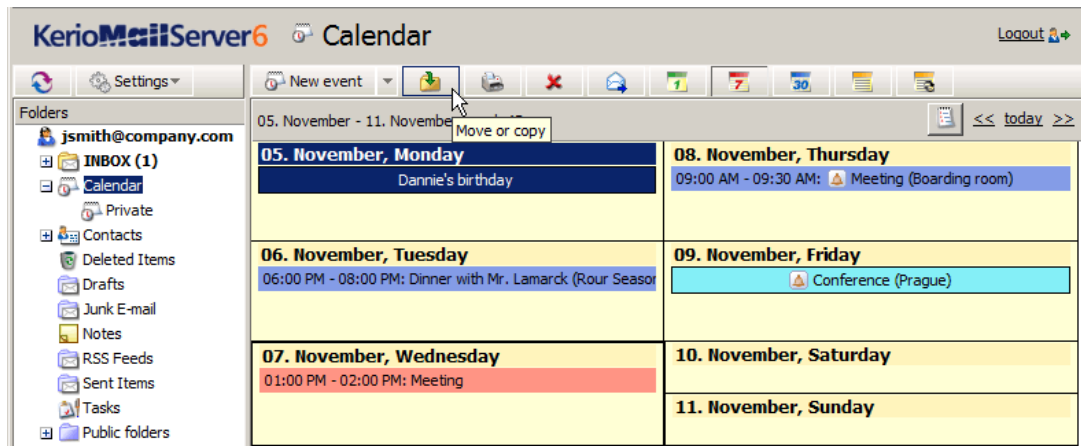 KerioMailServer6 Calendar Logout
Settings New event 1 7 30
Folders
jsmith@company.com
INBOX (1)
Calendar
Private
Contacts
Deleted Items
Drafts
Junk E-mail
Notes
RSS Feeds
Sent Items
Tasks
Public folders
05. November - 11. November
Move or copy
<< today >>
05. November, Monday
Dannie's birthday
06. November, Tuesday
06:00 PM - 08:00 PM: Dinner with Mr. Lamarck (Rour Seasor
07. November, Wednesday
01:00 PM - 02:00 PM: Meeting
08. November, Thursday
09:00 AM - 09:30 AM: Meeting (Boarding room)
09. November, Friday
Conference (Prague)
10. November, Saturday
11. November, Sunday